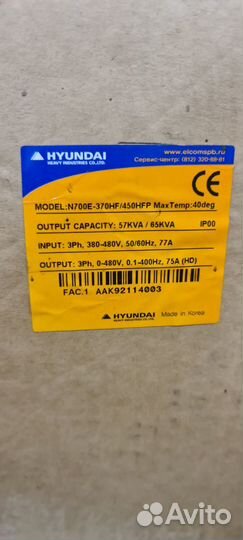 HYUNDAI
HEAVY INDUSTRIES CO.,LTD.
www.elcomspb.ru
Сервис-центр: (812) 320-88-81
CE
MODEL:N700E-370HF/450HFP MaxTemp:40deg
OUTPUT CAPACITY: 57KVA / 65KVA IP00
INPUT: 3Ph, 380-480V, 50/60Hz, 77A
OUTPUT: 3Ph, 0-480V, 0.1-400Hz, 75A (HD)
FAC.1 AAK92114003
HYUNDAI
HEAVY INDUSTRIES CO.,LTD.
Made in Korea
Avito